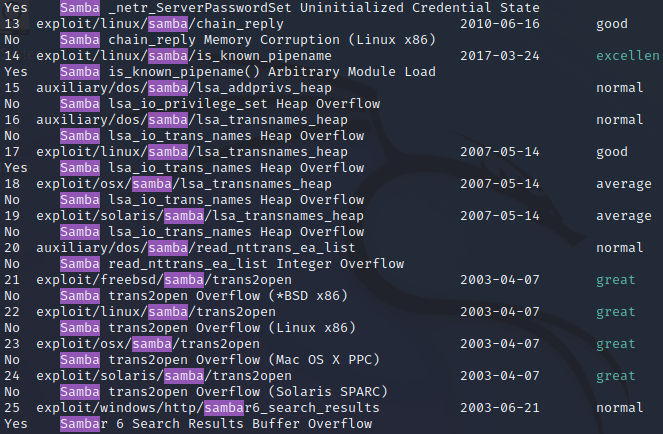 Yes Samba _netr_ServerPasswordSet Uninitialized Credential State
13 exploit/linux/samba/chain_reply 2010-06-16 good
No Samba chain_reply Memory Corruption (Linux x86)
14 exploit/linux/samba/is_known_pipename 2017-03-24 excellen
Yes Samba is_known_pipename() Arbitrary Module Load
15 auxiliary/dos/samba/lsa_addprivs_heap normal
No Samba lsa_io_privilege_set Heap Overflow
16 auxiliary/dos/samba/lsa_transnames_heap normal
No Samba lsa_io_trans_names Heap Overflow
17 exploit/linux/samba/lsa_transnames_heap 2007-05-14 good
Yes Samba lsa_io_trans_names Heap Overflow
18 exploit/osx/samba/lsa_transnames_heap 2007-05-14 average
No Samba lsa_io_trans_names Heap Overflow
19 exploit/solaris/samba/lsa_transnames_heap 2007-05-14 average
No Samba lsa_io_trans_names Heap Overflow
20 auxiliary/dos/samba/read_nttrans_ea_list normal
No Samba read_nttrans_ea_list Integer Overflow
21 exploit/freebsd/samba/trans2open 2003-04-07 great
No Samba trans2open Overflow (*BSD x86)
22 exploit/linux/samba/trans2open 2003-04-07 great
No Samba trans2open Overflow (Linux x86)
23 exploit/osx/samba/trans2open 2003-04-07 great
No Samba trans2open Overflow (Mac OS X PPC)
24 exploit/solaris/samba/trans2open 2003-04-07 great
No Samba trans2open Overflow (Solaris SPARC)
25 exploit/windows/http/sambar6_search_results 2003-06-21 normal
Yes Sambar 6 Search Results Buffer Overflow